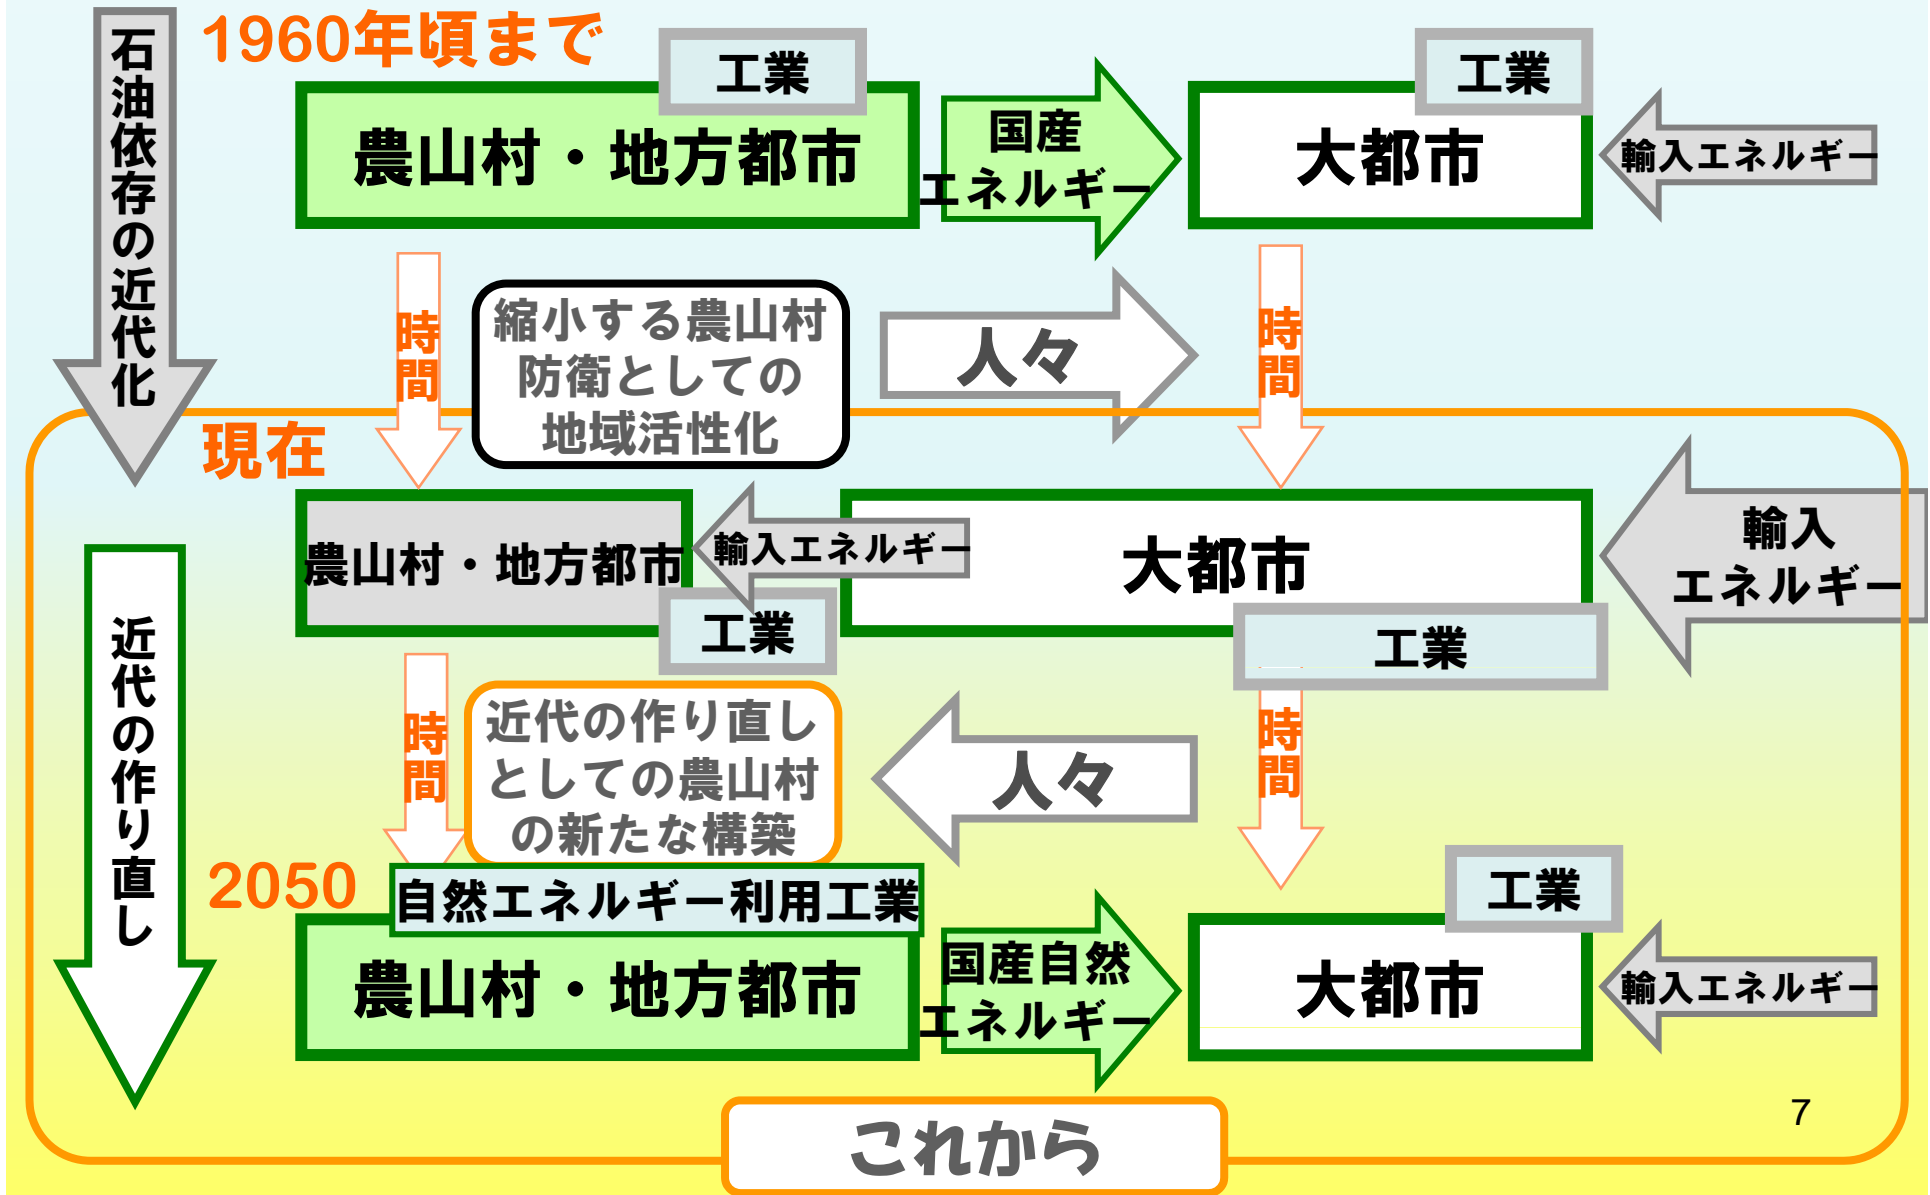 石油依存の近代化
1960年頃まで
工業
農山村・地方都市
国産
エネルギー
工業
大都市
輸入エネルギー
時間
縮小する農山村
防衛としての
地域活性化
人々
時間
現在
農山村・地方都市
輸入エネルギー
工業
大都市
工業
輸入
エネルギー
近代の作り直し
時間
近代の作り直し
としての農山村
の新たな構築
人々
時間
2050
自然エネルギー利用工業
農山村・地方都市
国産自然
エネルギー
工業
大都市
輸入エネルギー
これから
7